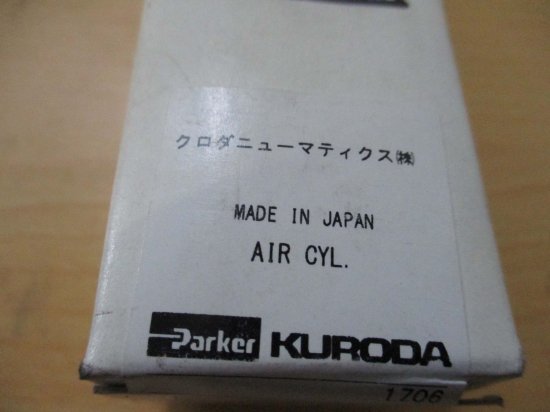 クロダニューマティクス㈱
MADE IN JAPAN
AIR CYL.
Parker KURODA
1706